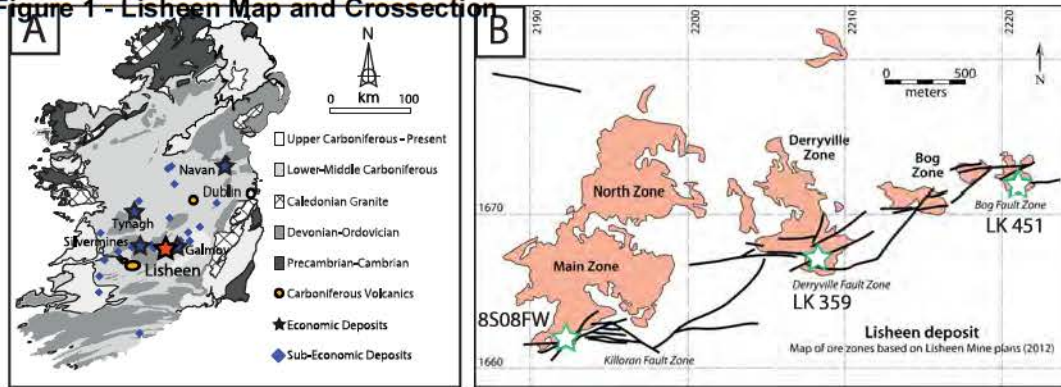 Figure 1 - Lisheen Map and Crossection
A
N
0 km 100
Upper Carboniferous - Present
Lower-Middle Carboniferous
Caledonian Granite
Devonian-Ordovician
Precambrian-Cambrian
Carboniferous Volcanics
Economic Deposits
Sub-Economic Deposits
Navan
Dublin
Tynagh
Silvermines
Galmoy
Lisheen
B
2190
2200
2210
2220
0 500
meters
N
Derryville
Zone
Bog
Zone
North Zone
1670
Bog Fault Zone
LK 451
Main Zone
Derryville Fault Zone
LK 359
8S08FW
Killoran Fault Zone
1660
Lisheen deposit
Map of ore zones based on Lisheen Mine plans (2012)